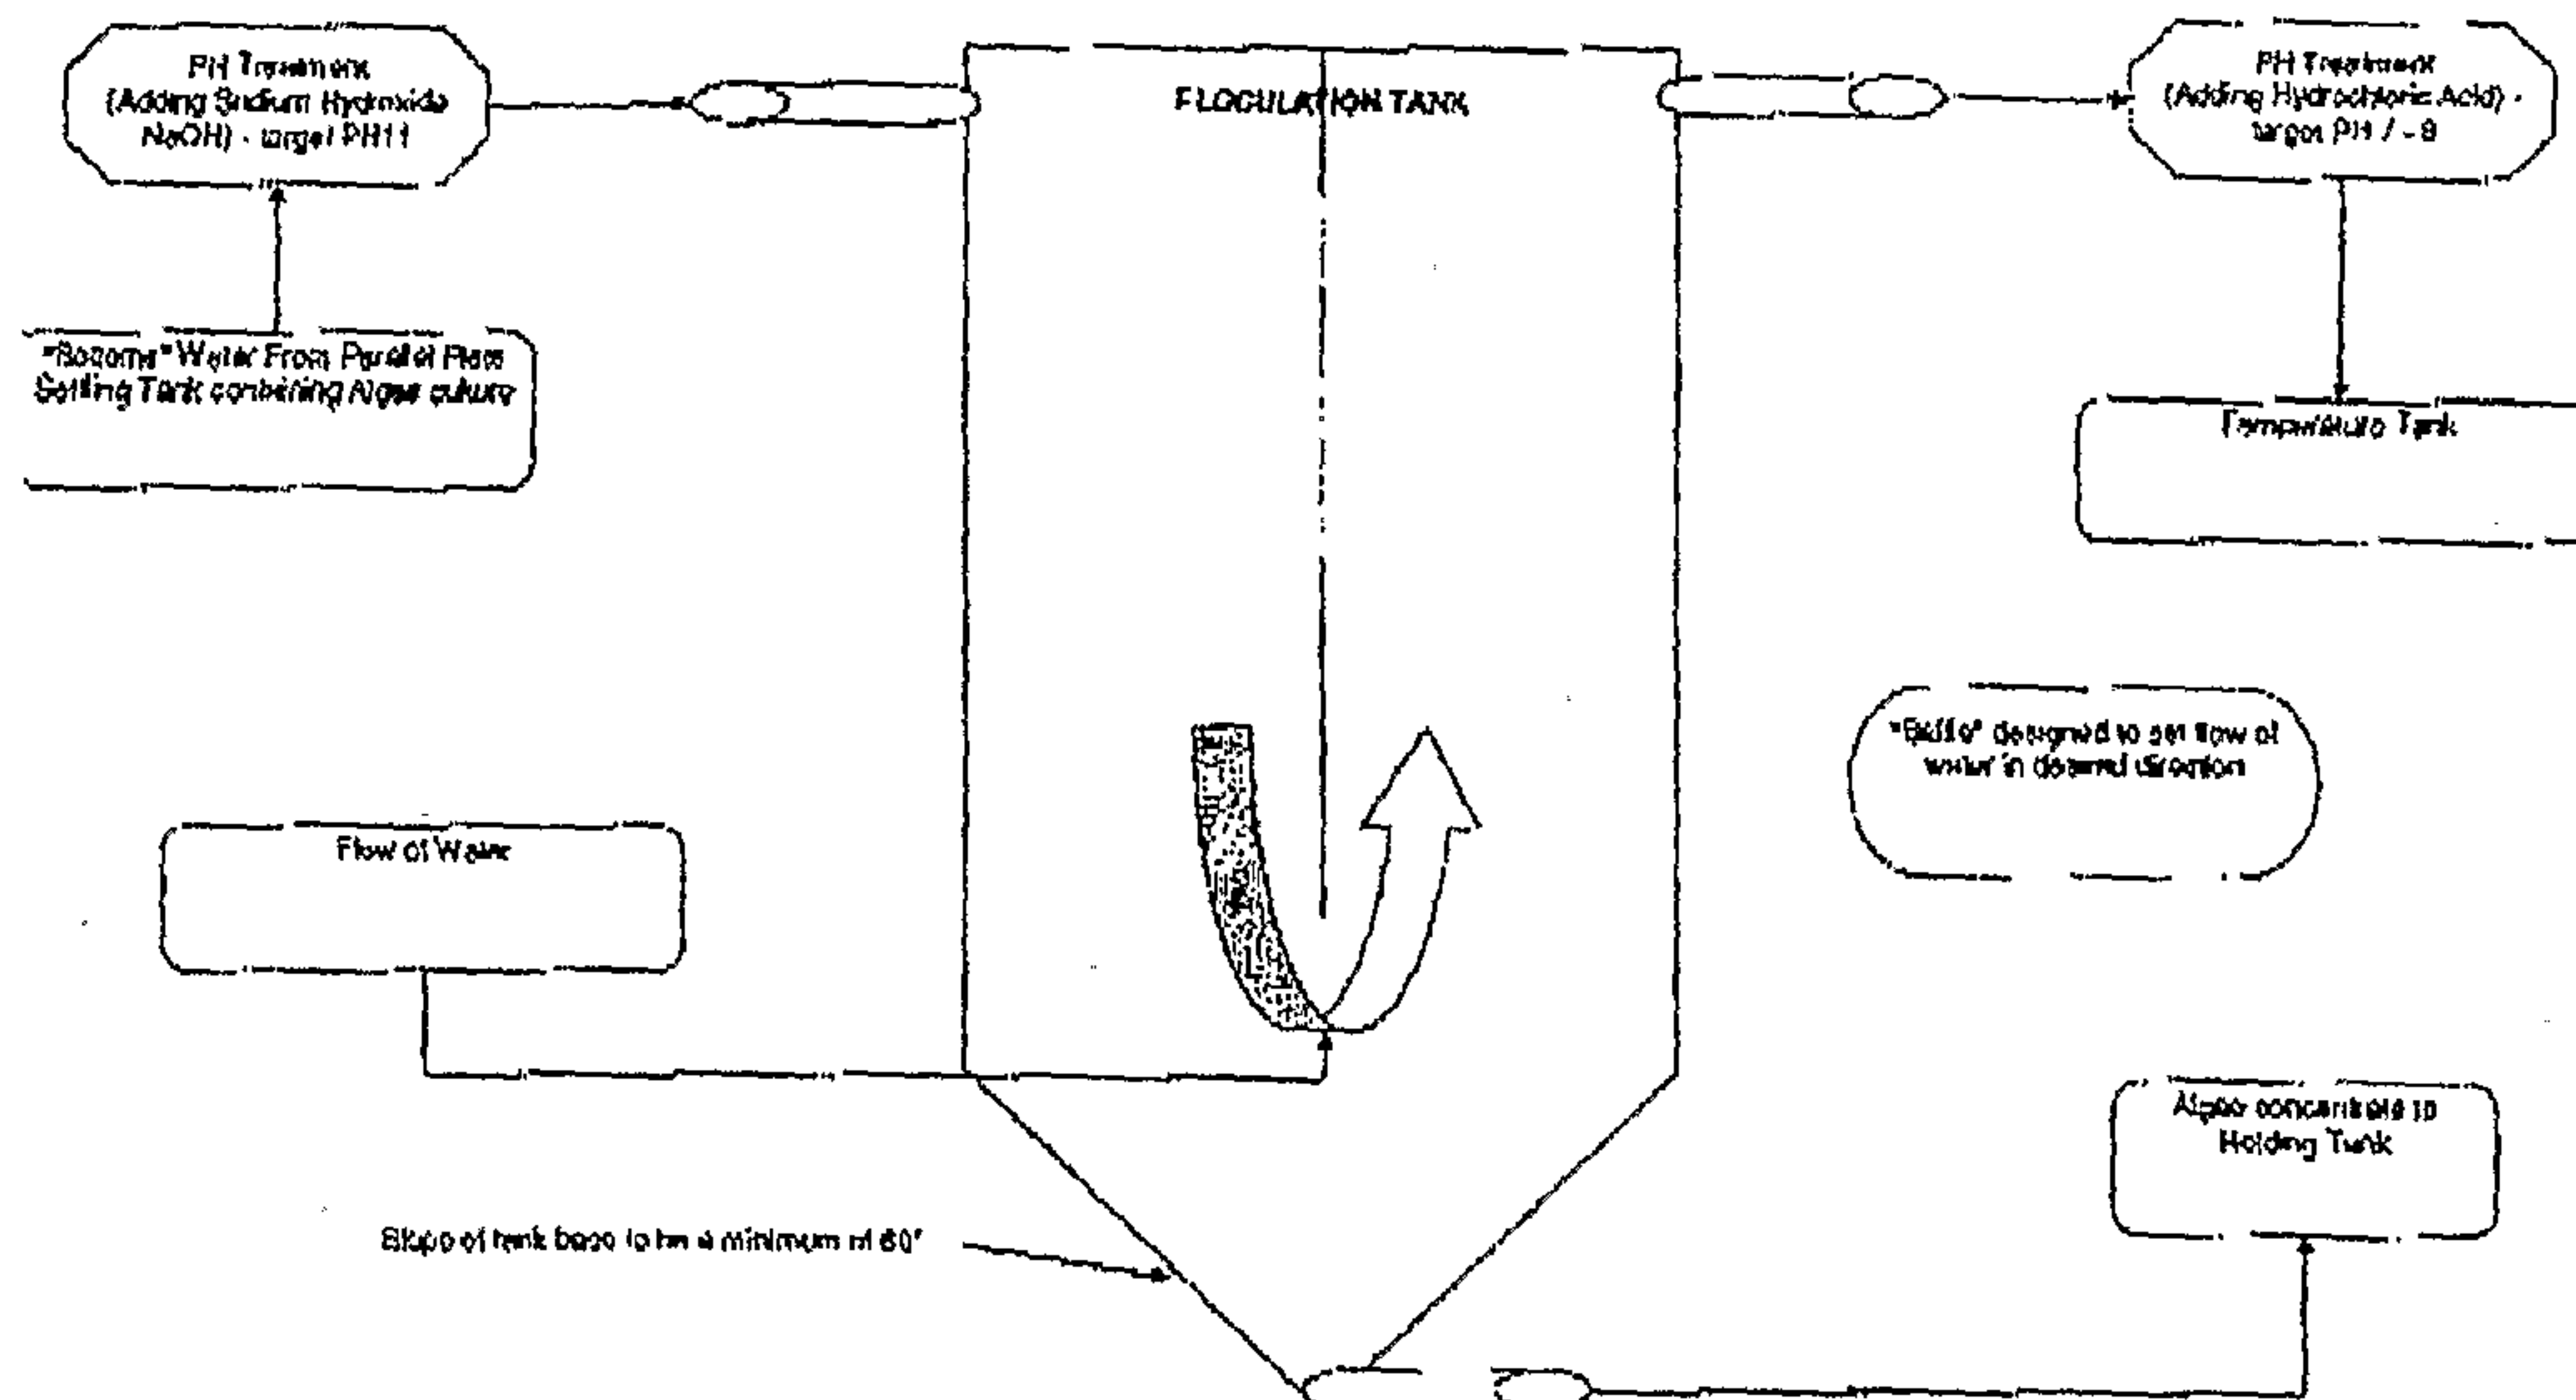 PH Treatment
(Adding Sodium Hydroxide
NaOH) - target PH11
FLOCULATION TANK
PH Treatment
(Adding Hydrochloric Acid) -
target PH 7 - 8
"Bottoms" Water From Parallel Plate
Settling Tank containing Algae culture
Temperature Tank
"Baffle" designed to set flow of
water in desired direction
Flow of Water
Algae concentrate to
Holding Tank
Slope of tank base to be a minimum of 60°